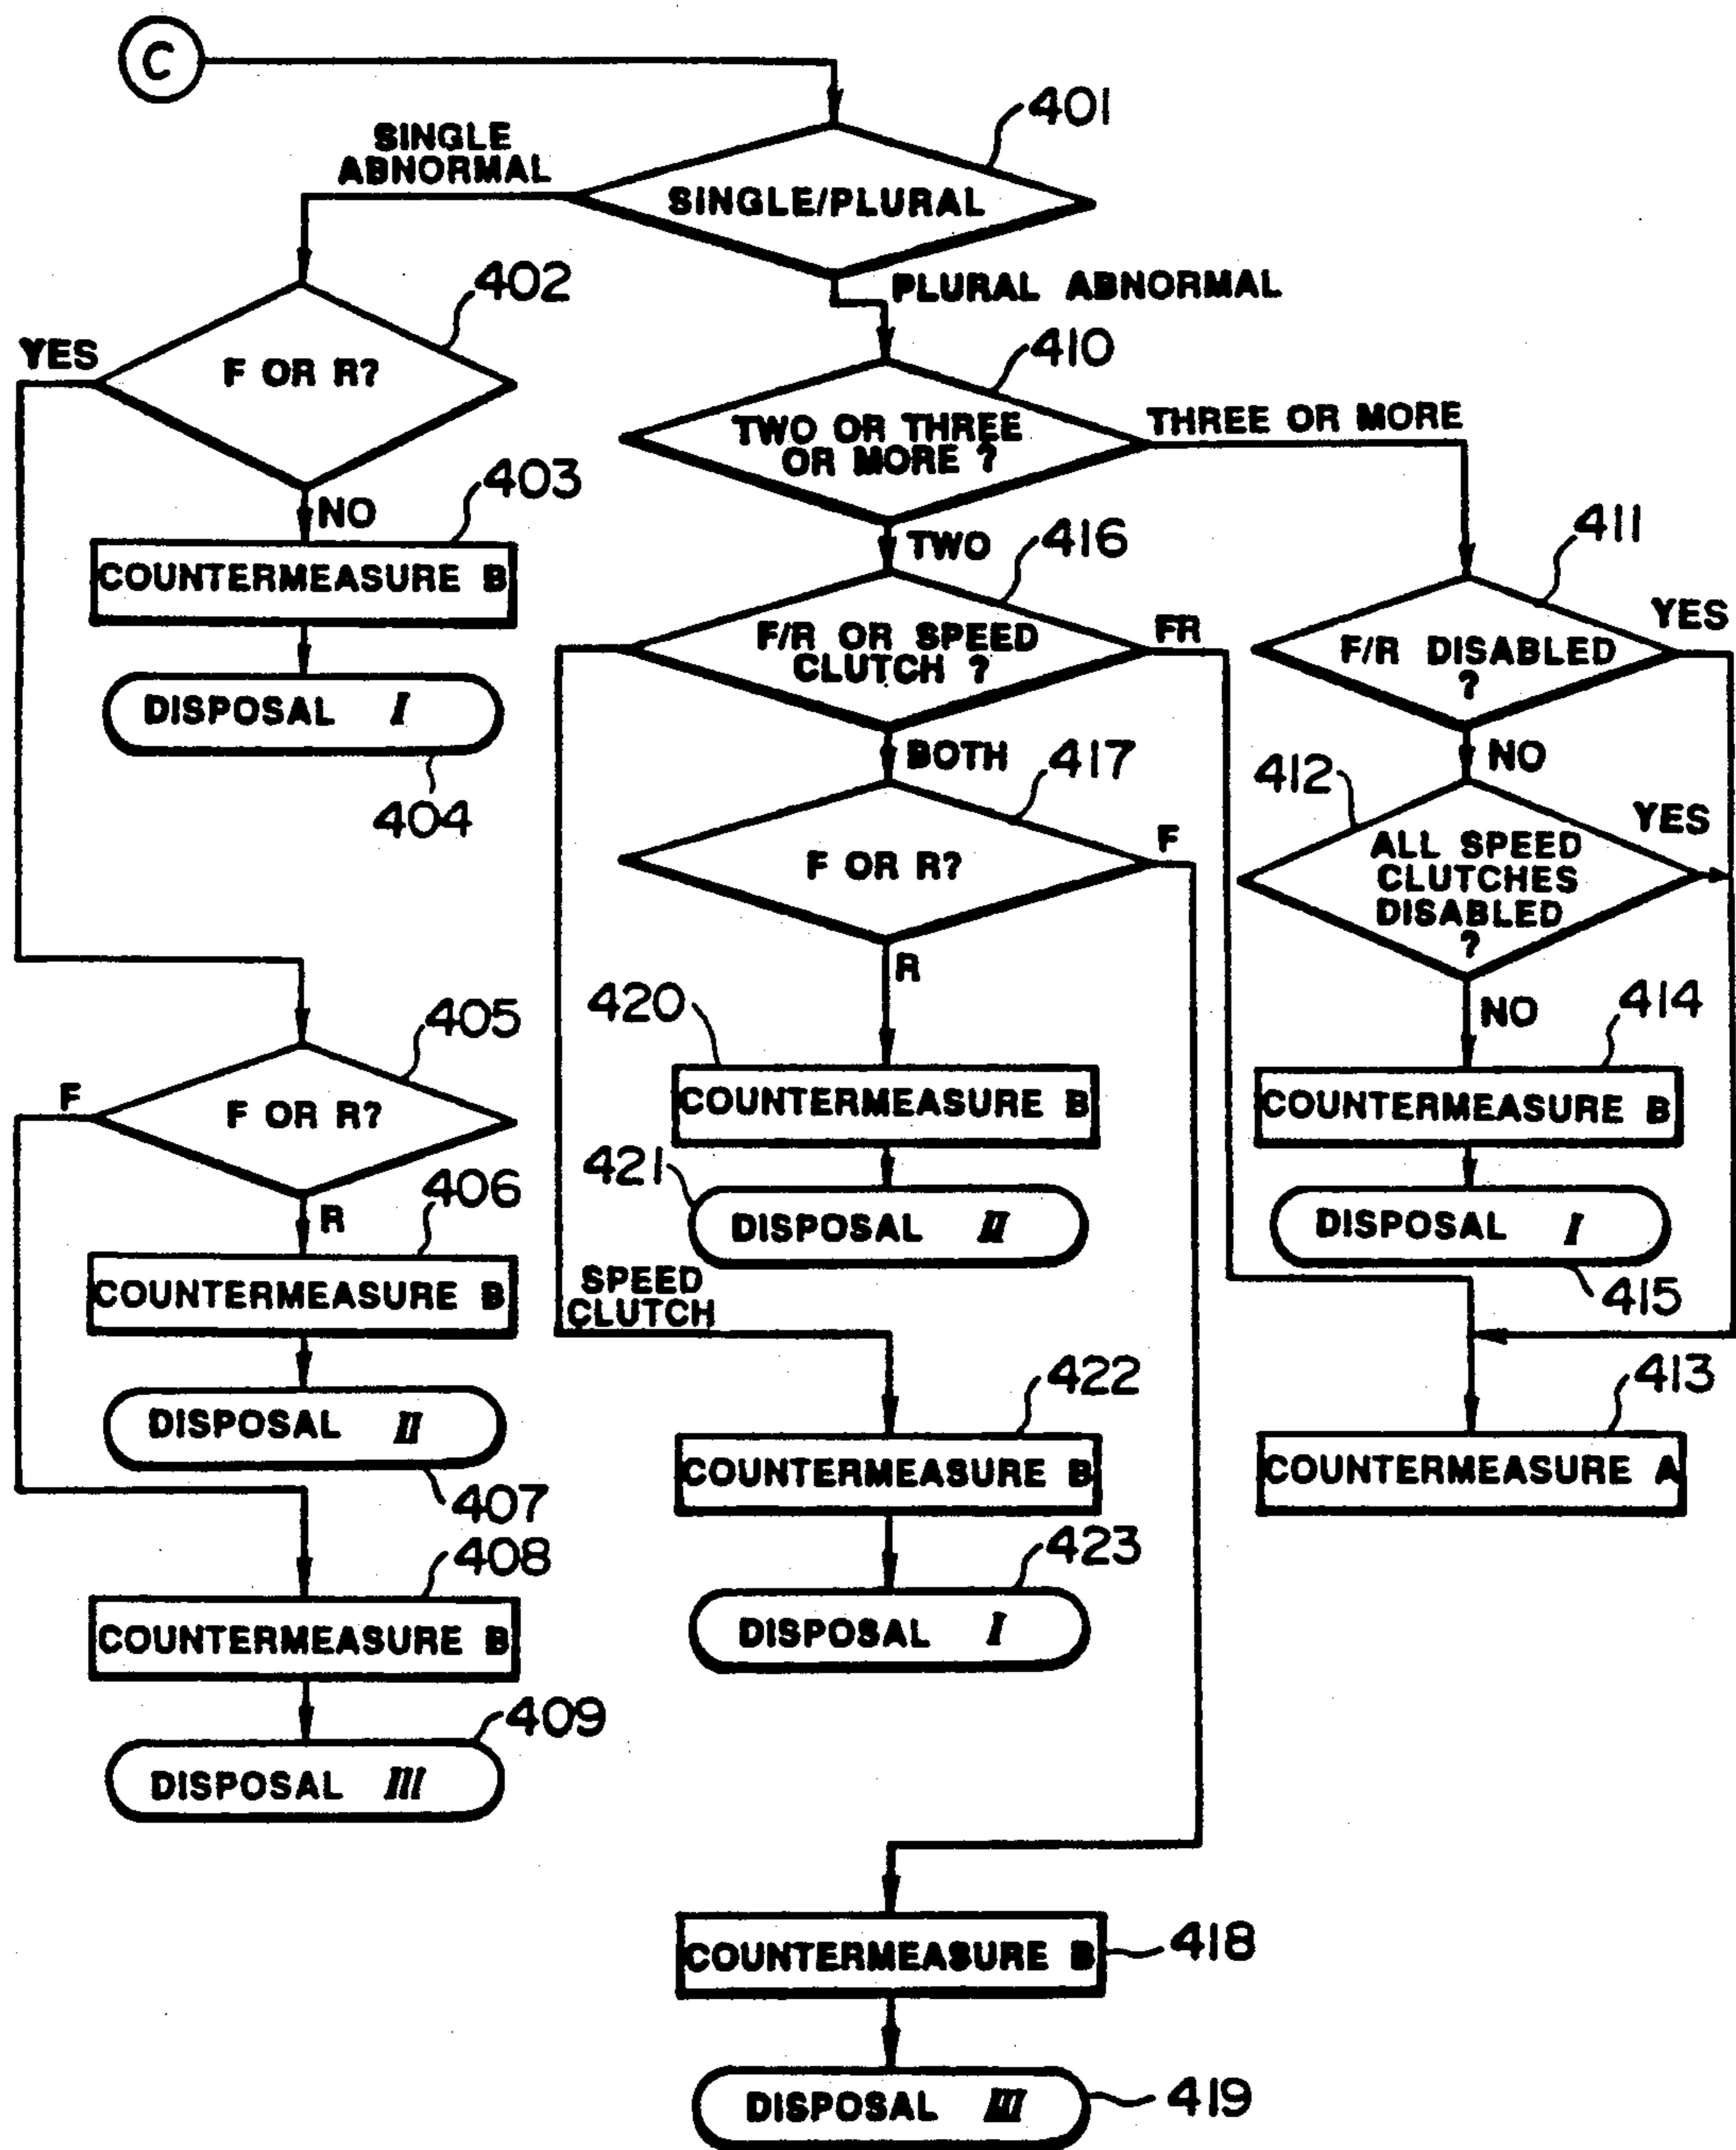 C
401
SINGLE
ABNORMAL
SINGLE/PLURAL
402
PLURAL ABNORMAL
YES
F OR R?
410
TWO OR THREE
OR MORE ?
THREE OR MORE
403
NO
COUNTERMEASURE B
TWO
416
411
F/R OR SPEED
CLUTCH ?
FR
YES
F/R DISABLED
?
DISPOSAL I
404
BOTH
417
NO
412
F OR R?
F
YES
ALL SPEED
CLUTCHES
DISABLED
?
R
420
NO
414
405
F
F OR R?
COUNTERMEASURE B
COUNTERMEASURE B
421
406
R
DISPOSAL II
DISPOSAL I
415
COUNTERMEASURE B
SPEED
CLUTCH
422
413
DISPOSAL II
407
COUNTERMEASURE B
COUNTERMEASURE A
408
423
COUNTERMEASURE B
DISPOSAL I
409
DISPOSAL III
COUNTERMEASURE B
418
DISPOSAL III
419